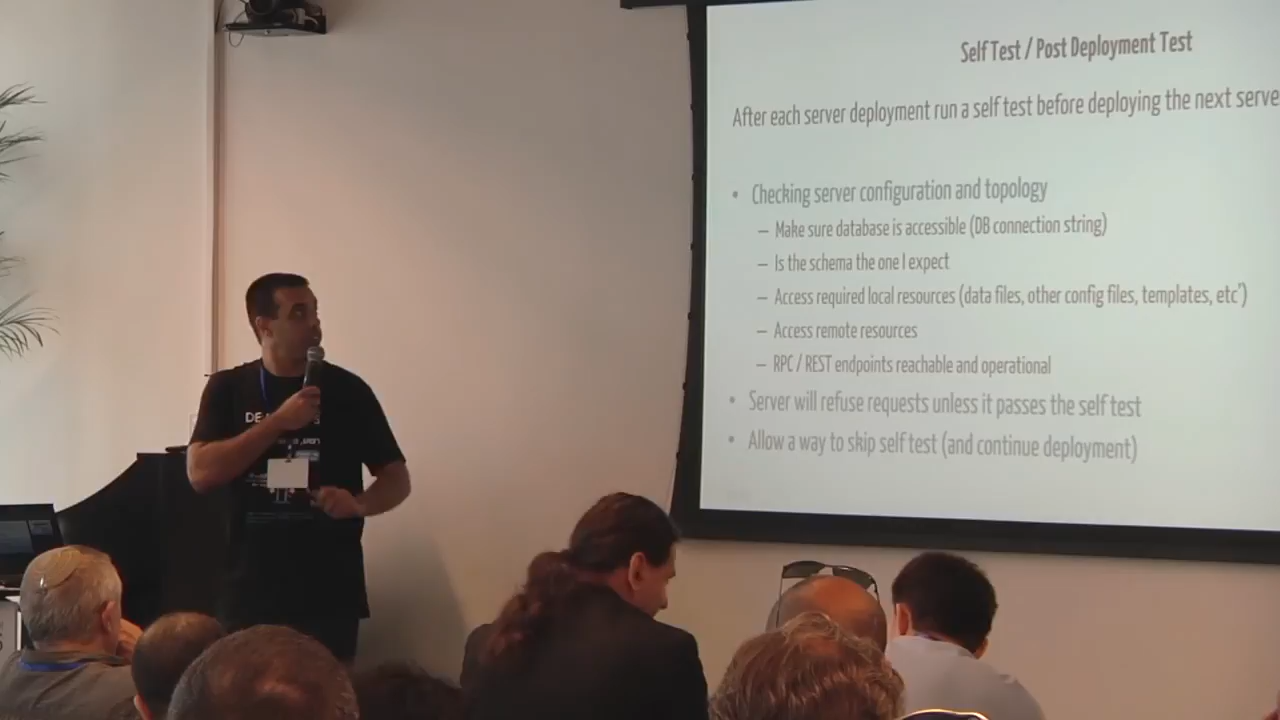 Self Test / Post Deployment Test
After each server deployment run a self test before deploying the next serve
• Checking server configuration and topology
– Make sure database is accessible (DB connection string)
– Is the schema the one I expect
– Access required local resources (data files, other config files, templates, etc')
– Access remote resources
– RPC / REST endpoints reachable and operational
• Server will refuse requests unless it passes the self test
• Allow a way to skip self test (and continue deployment)
DE